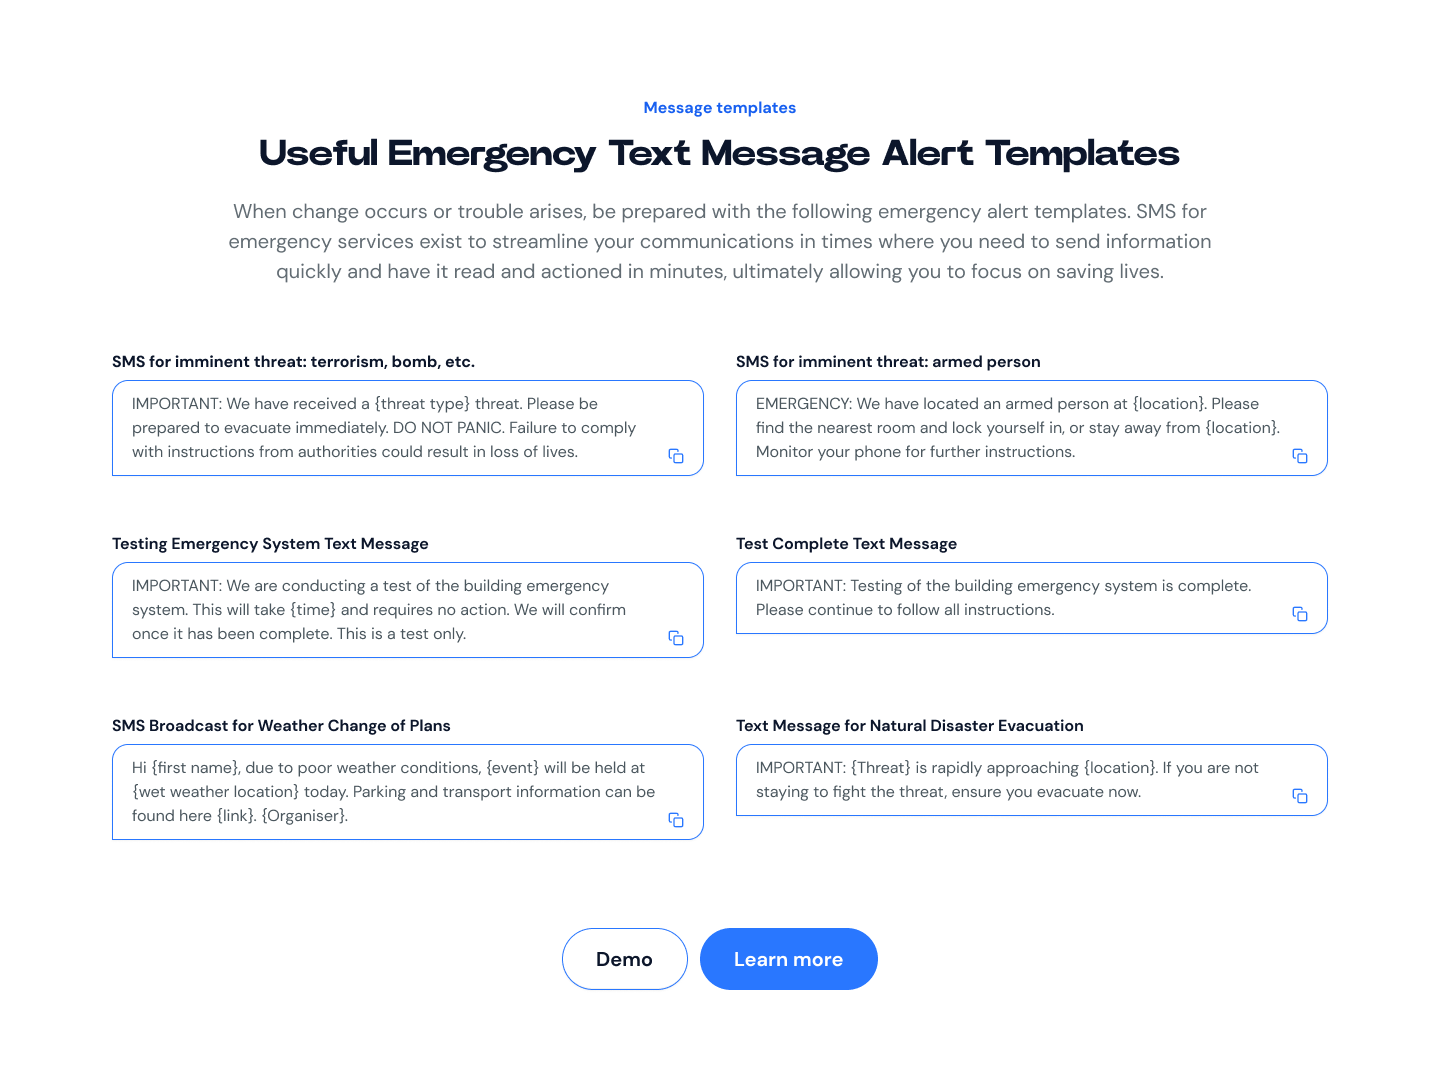 Message templates
Useful Emergency Text Message Alert Templates
When change occurs or trouble arises, be prepared with the following emergency alert templates. SMS for
emergency services exist to streamline your communications in times where you need to send information
quickly and have it read and actioned in minutes, ultimately allowing you to focus on saving lives.
SMS for imminent threat: terrorism, bomb, etc.
IMPORTANT: We have received a {threat type} threat. Please be
prepared to evacuate immediately. DO NOT PANIC. Failure to comply
with instructions from authorities could result in loss of lives.
SMS for imminent threat: armed person
EMERGENCY: We have located an armed person at {location}. Please
find the nearest room and lock yourself in, or stay away from {location}.
Monitor your phone for further instructions.
Testing Emergency System Text Message
IMPORTANT: We are conducting a test of the building emergency
system. This will take {time} and requires no action. We will confirm
once it has been complete. This is a test only.
Test Complete Text Message
IMPORTANT: Testing of the building emergency system is complete.
Please continue to follow all instructions.
SMS Broadcast for Weather Change of Plans
Hi {first name}, due to poor weather conditions, {event} will be held at
{wet weather location} today. Parking and transport information can be
found here {link}. {Organiser}.
Text Message for Natural Disaster Evacuation
IMPORTANT: {Threat} is rapidly approaching {location}. If you are not
staying to fight the threat, ensure you evacuate now.
Demo
Learn more